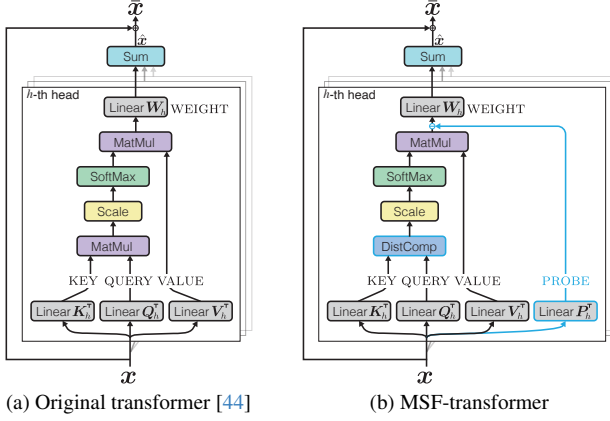 x̄
x̂
Sum
h-th head
Linear W_h WEIGHT
MatMul
SoftMax
Scale
MatMul
KEY QUERY VALUE
Linear K_h^⊤ Linear Q_h^⊤ Linear V_h^⊤
x
(a) Original transformer [44]
x̄
x̂
Sum
h-th head
Linear W_h WEIGHT
MatMul
SoftMax
Scale
DistComp
KEY QUERY VALUE PROBE
Linear K_h^⊤ Linear Q_h^⊤ Linear V_h^⊤ Linear P_h^⊤
x
(b) MSF-transformer